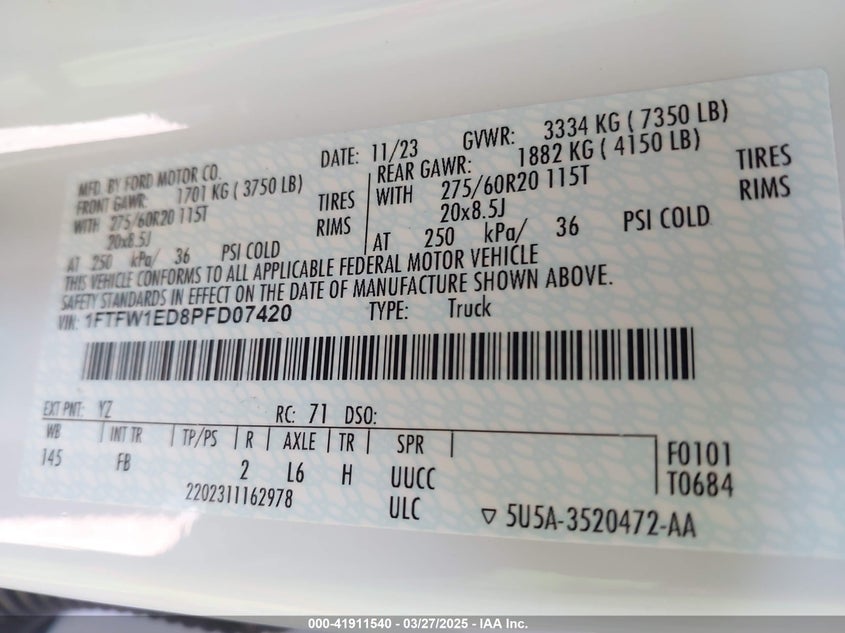 MFD. BY FORD MOTOR CO. DATE: 11/23 GVWR: 3334 KG ( 7350 LB)
FRONT GAWR: 1701 KG ( 3750 LB) REAR GAWR: 1882 KG ( 4150 LB)
WITH 275/60R20 115T TIRES WITH 275/60R20 115T TIRES
20x8.5J RIMS 20x8.5J RIMS
AT 250 kPa/ 36 PSI COLD AT 250 kPa/ 36 PSI COLD
THIS VEHICLE CONFORMS TO ALL APPLICABLE FEDERAL MOTOR VEHICLE
SAFETY STANDARDS IN EFFECT ON THE DATE OF MANUFACTURE SHOWN ABOVE.
VIN: 1FTFW1ED8PFD07420 TYPE: Truck
EXT PNT: YZ RC: 71 DSO:
WB INT TR TP/PS R AXLE TR SPR F0101
145 FB 2 L6 H UUCC T0684
2202311162978 ULC ▽ 5U5A-3520472-AA
000-41911540 - 03/27/2025 - IAA Inc.